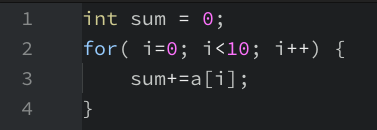 1 int sum = 0;
2 for( i=0; i<10; i++) {
3     sum+=a[i];
4 }